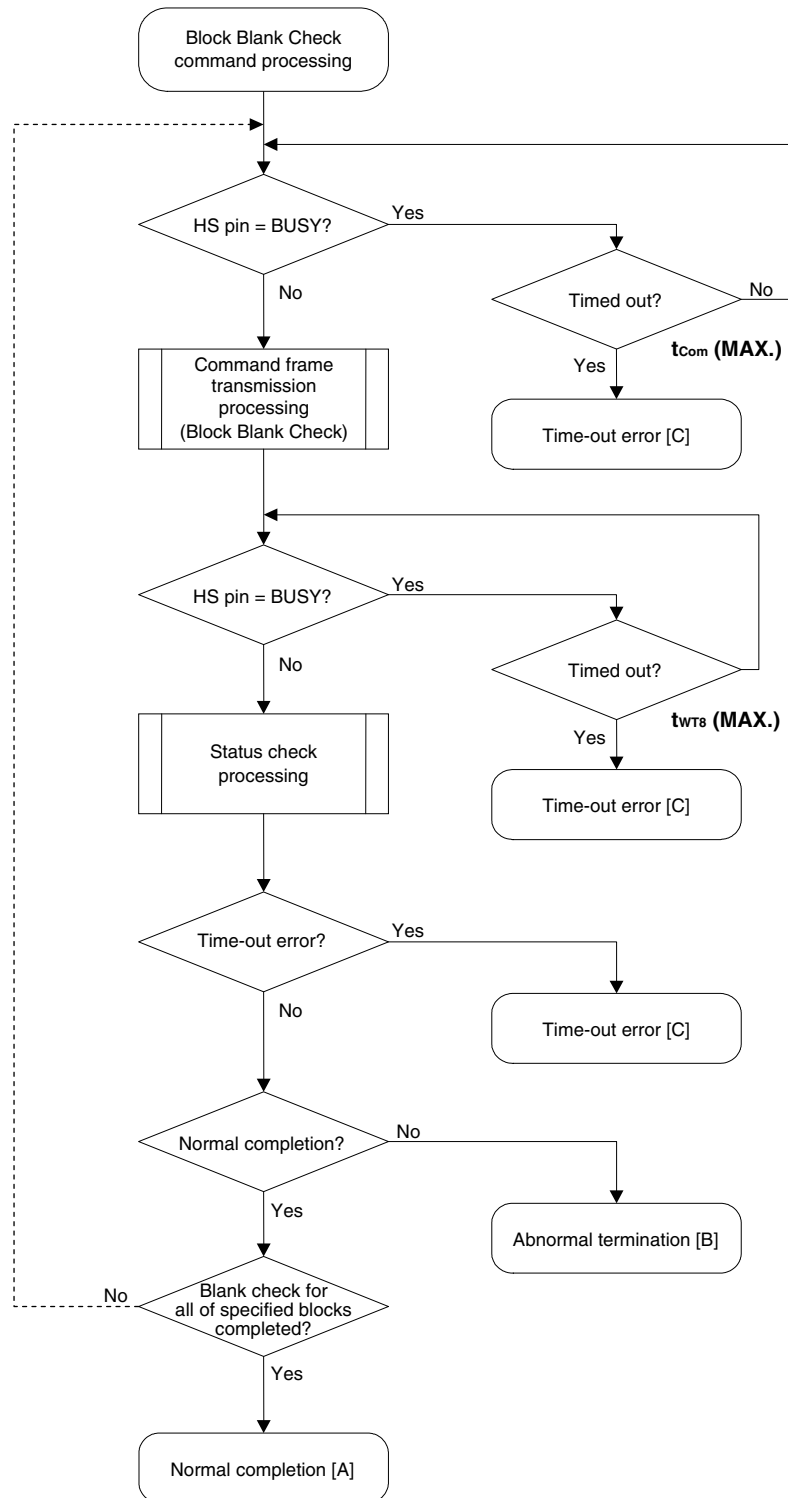 Block Blank Check
command processing
HS pin = BUSY?
Yes
No
Timed out?
No
tCom (MAX.)
Yes
Command frame
transmission
processing
(Block Blank Check)
Time-out error [C]
HS pin = BUSY?
Yes
No
Timed out?
tWT8 (MAX.)
Yes
Status check
processing
Time-out error [C]
Time-out error?
Yes
No
Time-out error [C]
Normal completion?
No
Yes
Abnormal termination [B]
Blank check for
all of specified blocks
completed?
No
Yes
Normal completion [A]